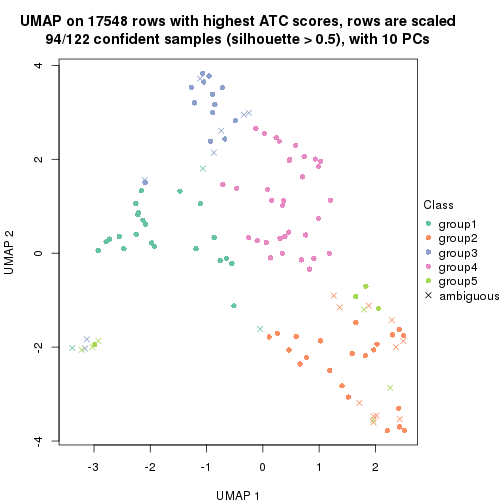 UMAP on 17548 rows with highest ATC scores, rows are scaled
94/122 confident samples (silhouette > 0.5), with 10 PCs
4
2
0
-2
-4
UMAP 2
-3
-2
-1
0
1
2
UMAP 1
Class
group1
group2
group3
group4
group5
ambiguous